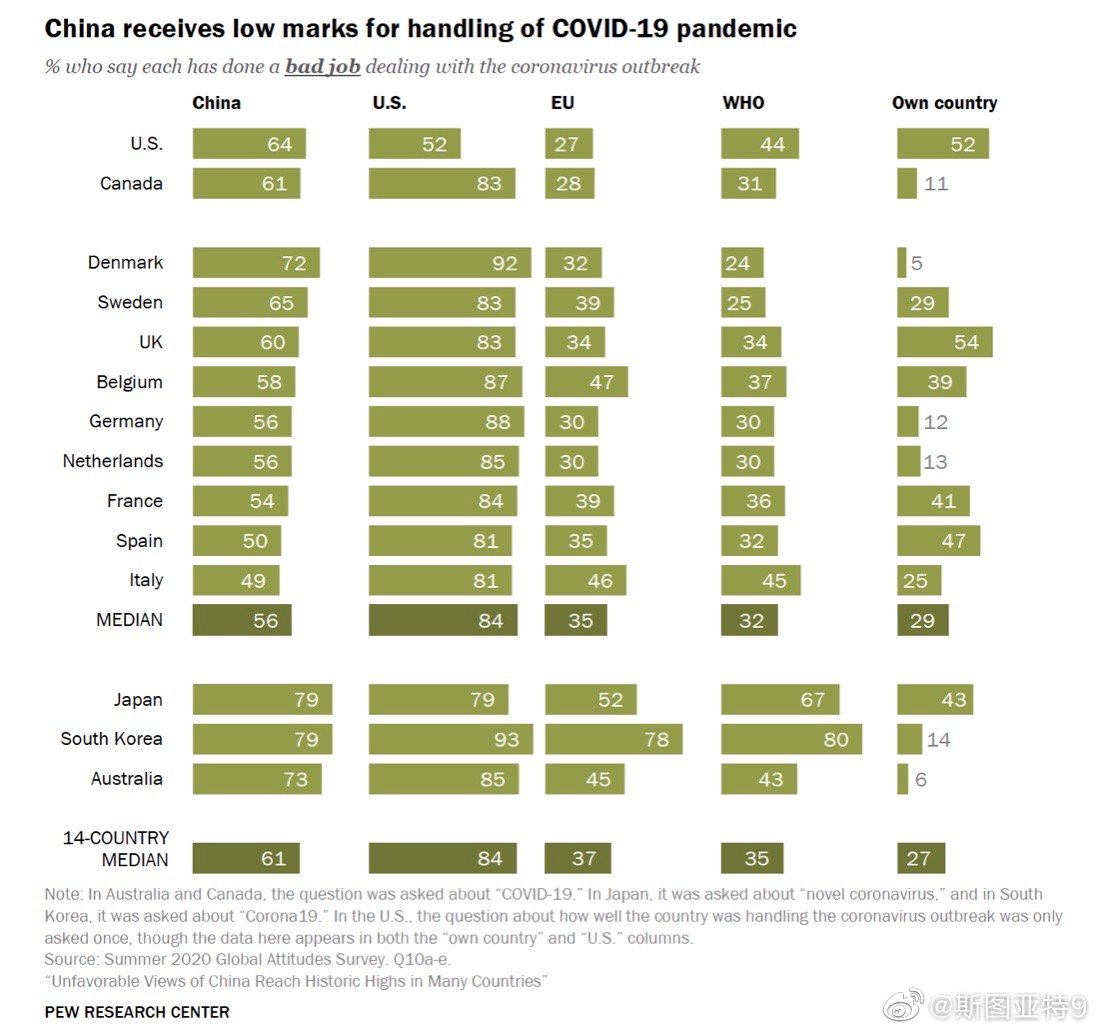 China receives low marks for handling of COVID-19 pandemic
% who say each has done a bad job dealing with the coronavirus outbreak
China U.S. EU WHO Own country
U.S. 64 52 27 44 52
Canada 61 83 28 31 11
Denmark 72 92 32 24 5
Sweden 65 83 39 25 29
UK 60 83 34 34 54
Belgium 58 87 47 37 39
Germany 56 88 30 30 12
Netherlands 56 85 30 30 13
France 54 84 39 36 41
Spain 50 81 35 32 47
Italy 49 81 46 45 25
MEDIAN 56 84 35 32 29
Japan 79 79 52 67 43
South Korea 79 93 78 80 14
Australia 73 85 45 43 6
14-COUNTRY
MEDIAN 61 84 37 35 27
Note: In Australia and Canada, the question was asked about “COVID-19.” In Japan, it was asked about “novel coronavirus,” and in South
Korea, it was asked about “Corona19.” In the U.S., the question about how well the country was handling the coronavirus outbreak was only
asked once, though the data here appears in both the “own country” and “U.S.” columns.
Source: Summer 2020 Global Attitudes Survey. Q10a-e.
“Unfavorable Views of China Reach Historic Highs in Many Countries”
PEW RESEARCH CENTER
@斯图亚特9